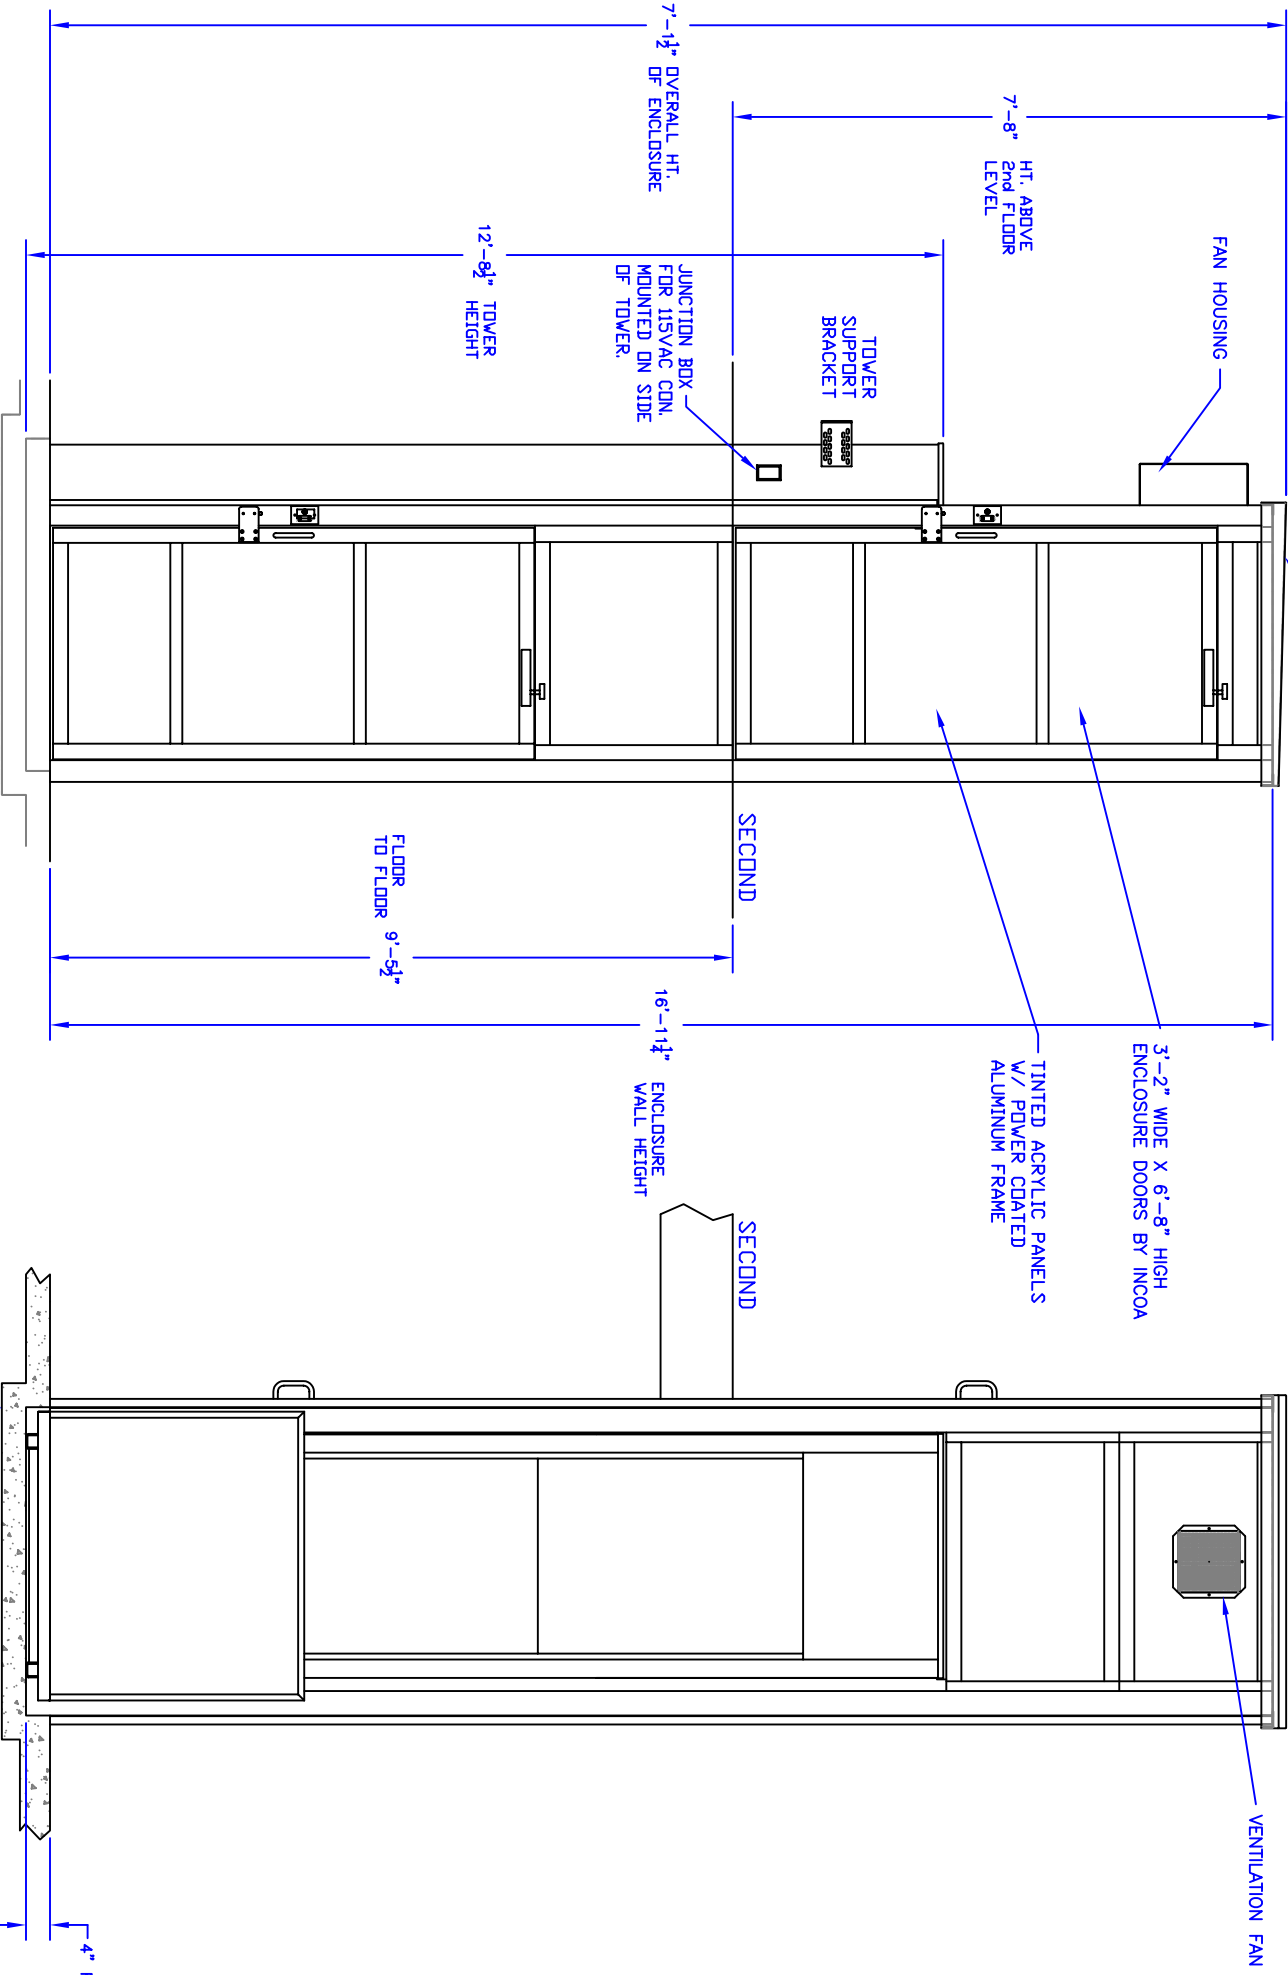 7'-1½" OVERALL HT.
OF ENCLOSURE
7'-8" HT. ABOVE
2nd FLOOR
LEVEL
FAN HOUSING
12'-8½" TOWER
HEIGHT
JUNCTION BOX
FOR 115VAC CON.
MOUNTED ON SIDE
OF TOWER.
TOWER
SUPPORT
BRACKET
SECOND
FLOOR
TO FLOOR 9'-5½"
16'-11¼" ENCLOSURE
WALL HEIGHT
3'-2" WIDE X 6'-8" HIGH
ENCLOSURE DOORS BY INCOA
TINTED ACRYLIC PANELS
W/ POWER COATED
ALUMINUM FRAME
SECOND
VENTILATION FAN
4"